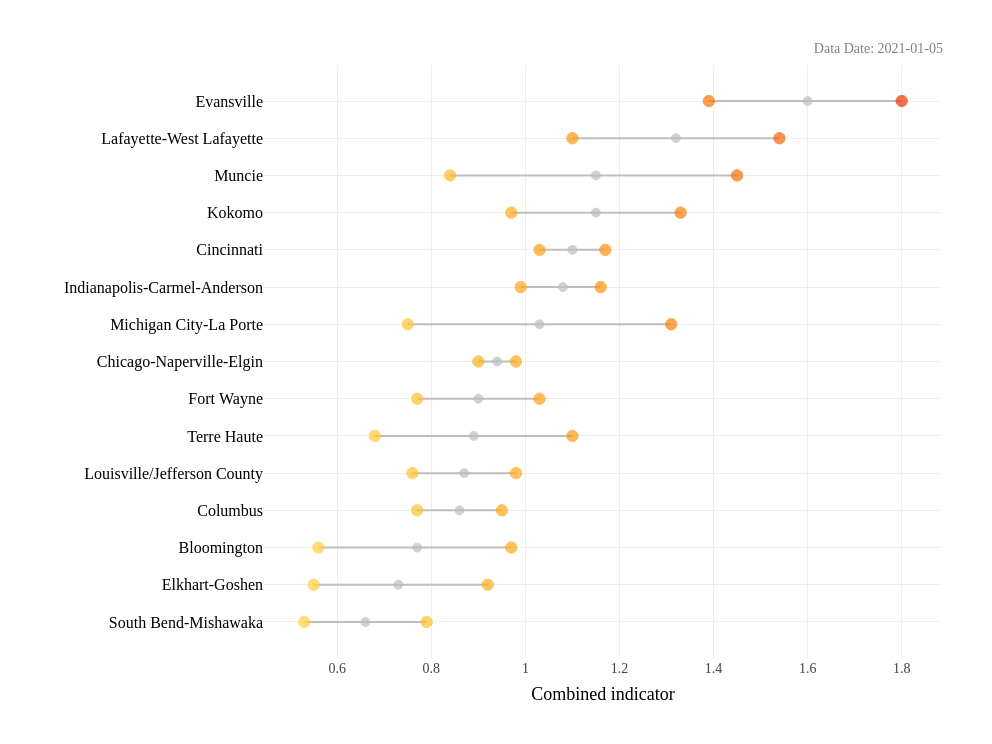 Data Date: 2021-01-05
Evansville
Lafayette-West Lafayette
Muncie
Kokomo
Cincinnati
Indianapolis-Carmel-Anderson
Michigan City-La Porte
Chicago-Naperville-Elgin
Fort Wayne
Terre Haute
Louisville/Jefferson County
Columbus
Bloomington
Elkhart-Goshen
South Bend-Mishawaka
0.6 0.8 1 1.2 1.4 1.6 1.8
Combined indicator